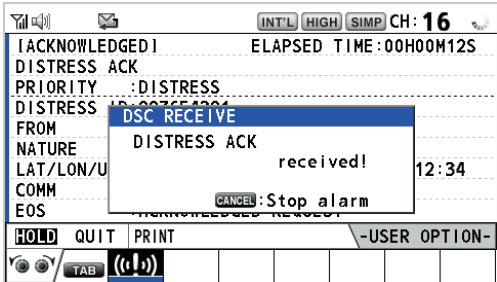 INT'L HIGH SIMP CH: 16
[ACKNOWLEDGED] ELAPSED TIME:00H00M12S
DISTRESS ACK
PRIORITY :DISTRESS
DISTRESS
FROM
NATURE
LAT/LON/U 12:34
COMM
EOS
DSC RECEIVE
DISTRESS ACK
received!
CANCEL :Stop alarm
HOLD QUIT PRINT -USER OPTION-
TAB